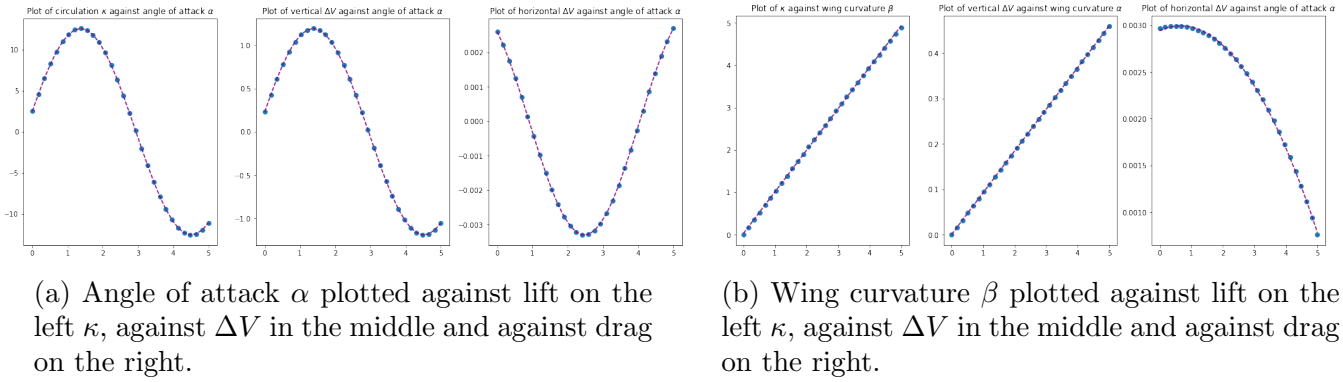 Plot of circulation κ against angle of attack α
Plot of vertical ΔV against angle of attack α
Plot of horizontal ΔV against angle of attack α
10
5
0
−5
−10
0 1 2 3 4 5
1.0
0.5
0.0
−0.5
−1.0
0 1 2 3 4 5
0.002
0.001
0.000
−0.001
−0.002
−0.003
0 1 2 3 4 5
(a) Angle of attack α plotted against lift on the
left κ, against ΔV in the middle and against drag
on the right.
Plot of κ against wing curvature β
Plot of vertical ΔV against wing curvature α
Plot of horizontal ΔV against angle of attack α
5
4
3
2
1
0
0 1 2 3 4 5
0.4
0.3
0.2
0.1
0.0
0 1 2 3 4 5
0.0030
0.0025
0.0020
0.0015
0.0010
0 1 2 3 4 5
(b) Wing curvature β plotted against lift on the
left κ, against ΔV in the middle and against drag
on the right.